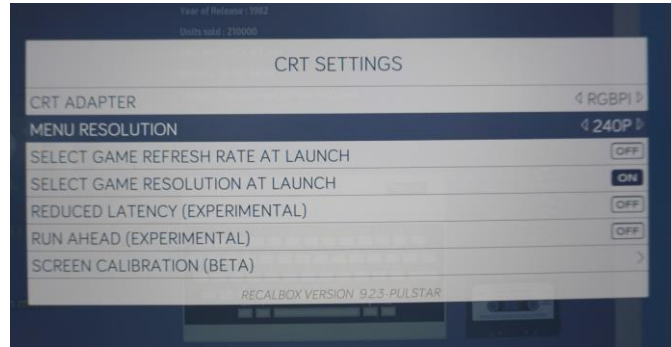 Year of Release : 1982
Units sold : 210000
CRT SETTINGS
CRT ADAPTER RGBPI
MENU RESOLUTION 240P
SELECT GAME REFRESH RATE AT LAUNCH OFF
SELECT GAME RESOLUTION AT LAUNCH ON
REDUCED LATENCY (EXPERIMENTAL) OFF
RUN AHEAD (EXPERIMENTAL) OFF
SCREEN CALIBRATION (BETA)
RECALBOX VERSION 9.2.3-PULSTAR